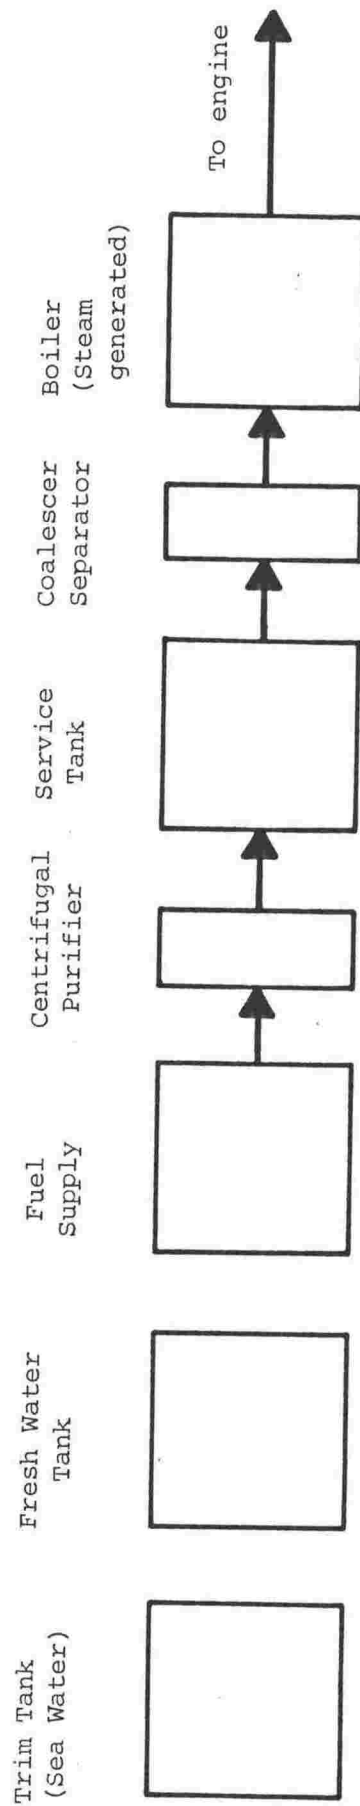 Trim Tank
(Sea Water)
Fresh Water
Tank
Fuel
Supply
Centrifugal
Purifier
Service
Tank
Coalescer
Separator
Boiler
(Steam
generated)
To engine